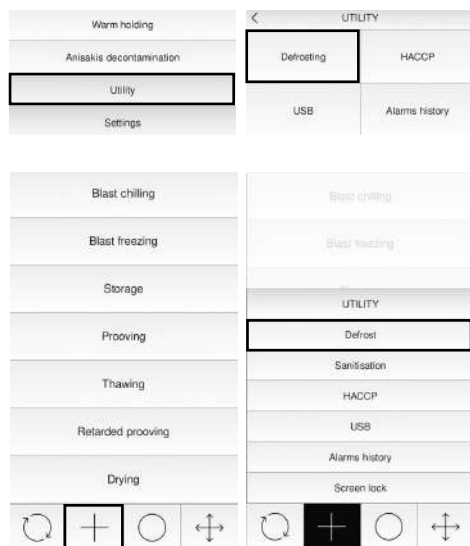 Warm holding
Anisakis decontamination
Utility
Settings
UTILITY
Defrosting
HACCP
USB
Alarms history
Blast chilling
Blast freezing
Storage
Prooving
Thawing
Retarded prooving
Drying
Blast chilling
Blast freezing
UTILITY
Defrost
Sanitisation
HACCP
USB
Alarms history
Screen lock